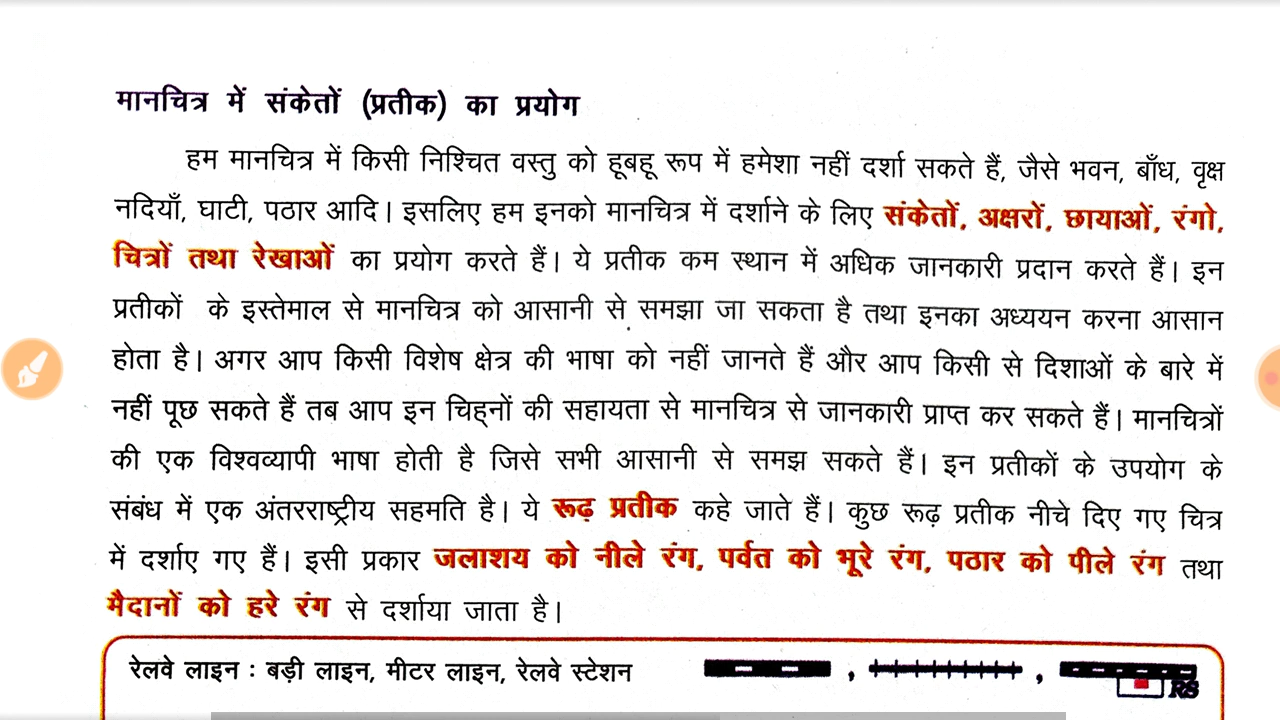 मानचित्र में संकेतों (प्रतीक) का प्रयोग
हम मानचित्र में किसी निश्चित वस्तु को हूबहू रूप में हमेशा नहीं दर्शा सकते हैं, जैसे भवन, बाँध, वृक्ष
नदियाँ, घाटी, पठार आदि। इसलिए हम इनको मानचित्र में दर्शाने के लिए संकेतों, अक्षरों, छायाओं, रंगो,
चित्रों तथा रेखाओं का प्रयोग करते हैं। ये प्रतीक कम स्थान में अधिक जानकारी प्रदान करते हैं। इन
प्रतीकों के इस्तेमाल से मानचित्र को आसानी से समझा जा सकता है तथा इनका अध्ययन करना आसान
होता है। अगर आप किसी विशेष क्षेत्र की भाषा को नहीं जानते हैं और आप किसी से दिशाओं के बारे में
नहीं पूछ सकते हैं तब आप इन चिह्नों की सहायता से मानचित्र से जानकारी प्राप्त कर सकते हैं। मानचित्रों
की एक विश्वव्यापी भाषा होती है जिसे सभी आसानी से समझ सकते हैं। इन प्रतीकों के उपयोग के
संबंध में एक अंतरराष्ट्रीय सहमति है। ये रूढ़ प्रतीक कहे जाते हैं। कुछ रूढ़ प्रतीक नीचे दिए गए चित्र
में दर्शाए गए हैं। इसी प्रकार जलाशय को नीले रंग, पर्वत को भूरे रंग, पठार को पीले रंग तथा
मैदानों को हरे रंग से दर्शाया जाता है।
रेलवे लाइन : बड़ी लाइन, मीटर लाइन, रेलवे स्टेशन , , RS